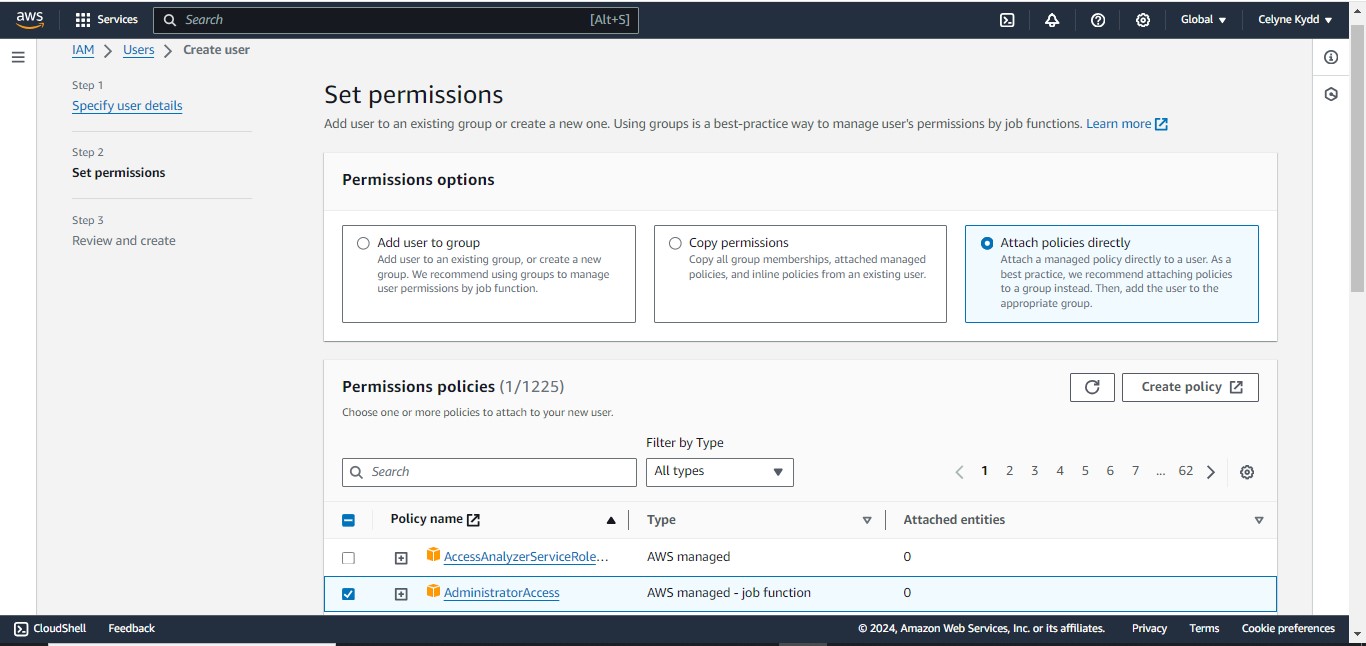 aws
Services
Search
[Alt+S]
Global
Celyne Kydd
IAM
Users
Create user
Step 1
Specify user details
Step 2
Set permissions
Step 3
Review and create
Set permissions
Add user to an existing group or create a new one. Using groups is a best-practice way to manage user's permissions by job functions. Learn more
Permissions options
Add user to group
Add user to an existing group, or create a new
group. We recommend using groups to manage
user permissions by job function.
Copy permissions
Copy all group memberships, attached managed
policies, and inline policies from an existing user.
Attach policies directly
Attach a managed policy directly to a user. As a
best practice, we recommend attaching policies
to a group instead. Then, add the user to the
appropriate group.
Permissions policies (1/1225)
Choose one or more policies to attach to your new user.
Create policy
Filter by Type
Search
All types
1 2 3 4 5 6 7 ... 62
Policy name
Type
Attached entities
AccessAnalyzerServiceRole...
AWS managed
0
AdministratorAccess
AWS managed - job function
0
CloudShell
Feedback
© 2024, Amazon Web Services, Inc. or its affiliates.
Privacy
Terms
Cookie preferences